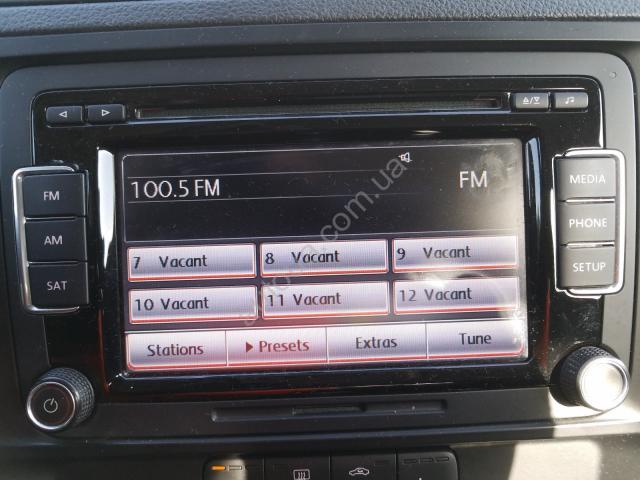 FM
AM
SAT
100.5 FM
FM
7 Vacant
8 Vacant
9 Vacant
10 Vacant
11 Vacant
12 Vacant
Stations
Presets
Extras
Tune
MEDIA
PHONE
SETUP